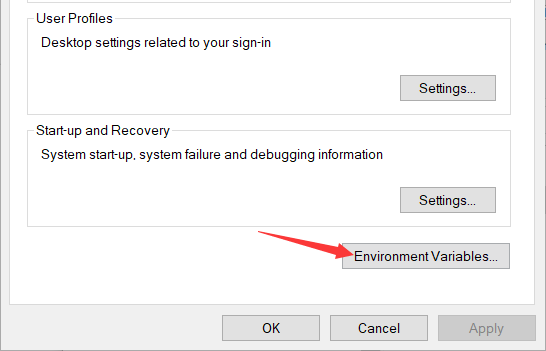 User Profiles
Desktop settings related to your sign-in
Settings...
Start-up and Recovery
System start-up, system failure and debugging information
Settings...
Environment Variables...
OK
Cancel
Apply